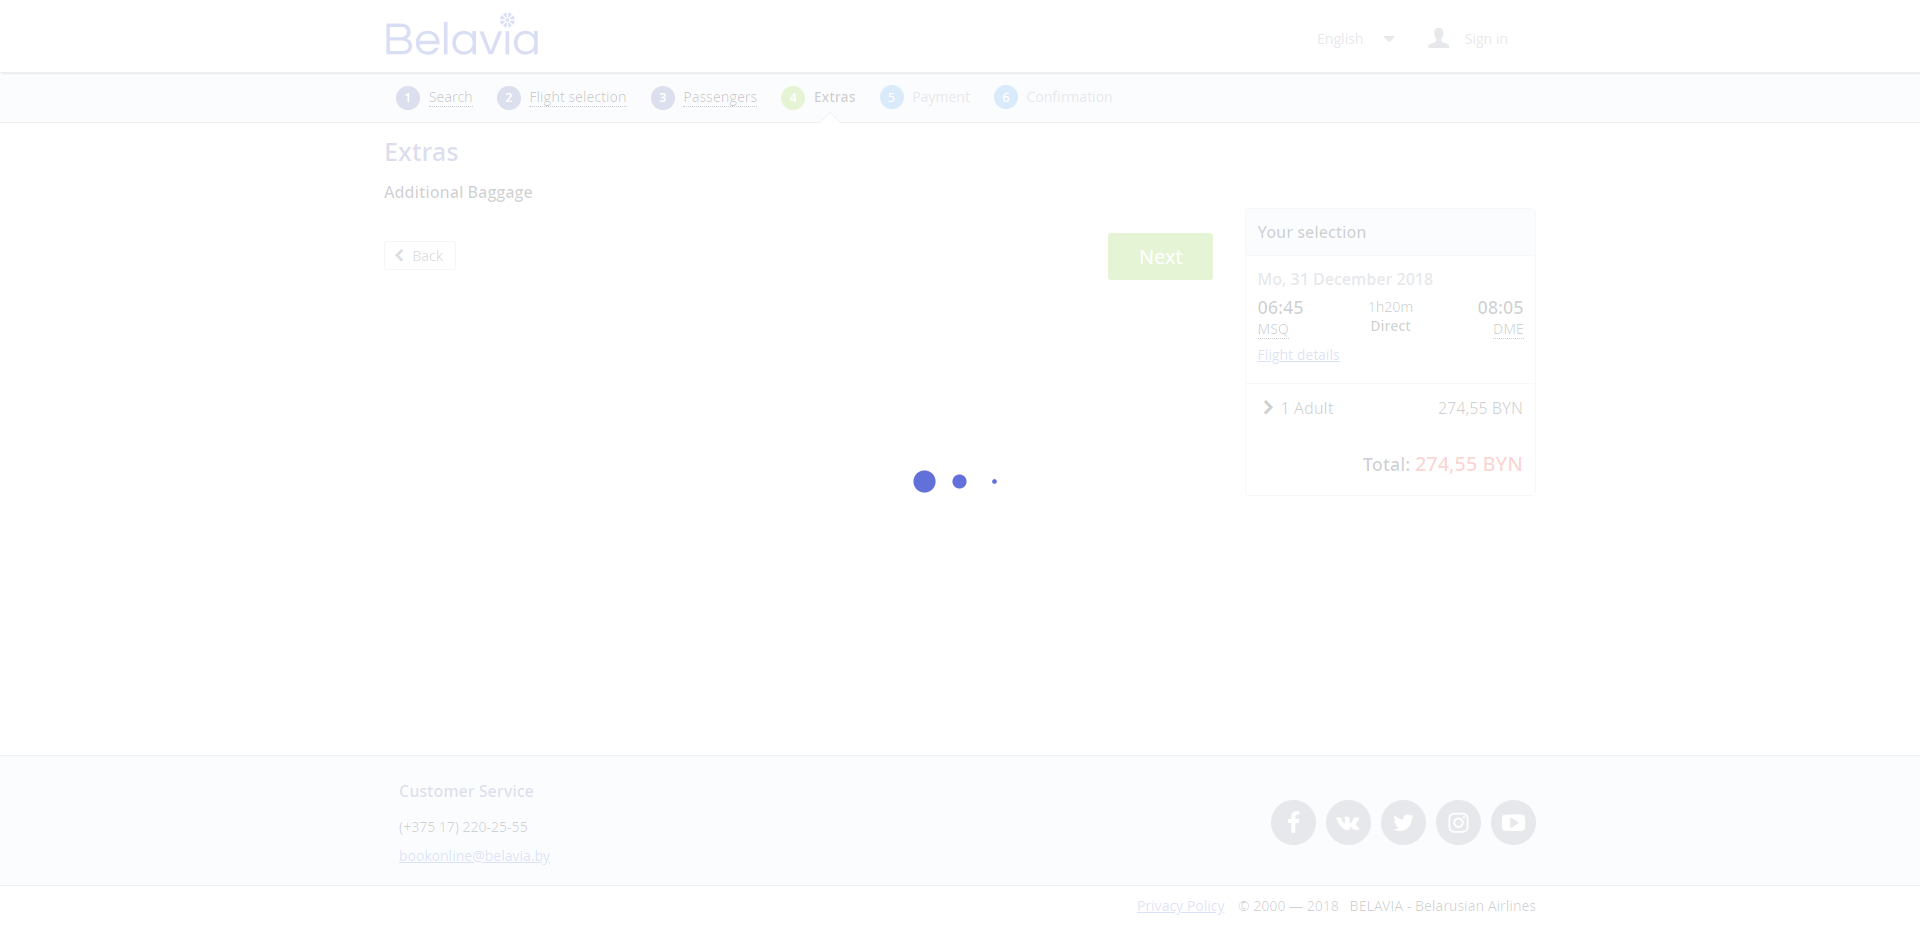 Belavia
English
Sign in
1 Search
2 Flight selection
3 Passengers
4 Extras
5 Payment
6 Confirmation
Extras
Additional Baggage
Back
Next
Your selection
Mo, 31 December 2018
06:45 1h20m 08:05
MSQ Direct DME
Flight details
1 Adult 274,55 BYN
Total: 274,55 BYN
Customer Service
(+375 17) 220-25-55
bookonline@belavia.by
Privacy Policy © 2000 — 2018 BELAVIA - Belarusian Airlines